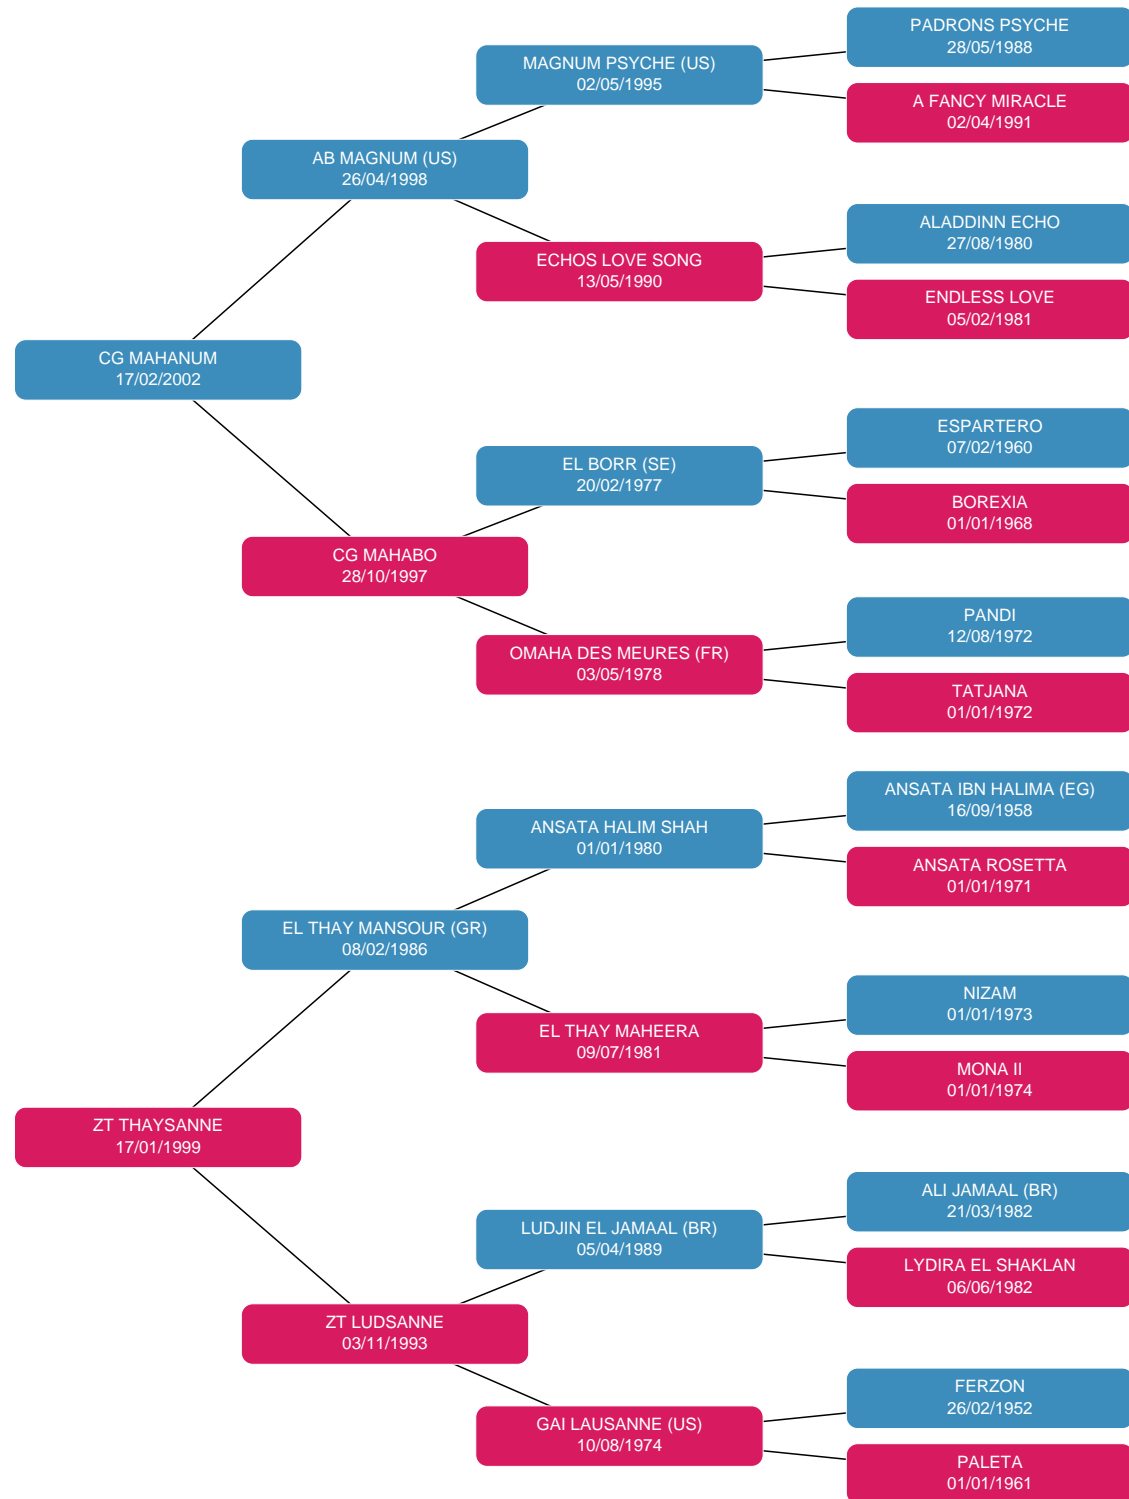 PADRONS PSYCHE
28/05/1988
MAGNUM PSYCHE (US)
02/05/1995
A FANCY MIRACLE
02/04/1991
AB MAGNUM (US)
26/04/1998
ALADDINN ECHO
27/08/1980
ECHOS LOVE SONG
13/05/1990
ENDLESS LOVE
05/02/1981
CG MAHANUM
17/02/2002
ESPARTERO
07/02/1960
EL BORR (SE)
20/02/1977
BOREXIA
01/01/1968
CG MAHABO
28/10/1997
PANDI
12/08/1972
OMAHA DES MEURES (FR)
03/05/1978
TATJANA
01/01/1972
ANSATA IBN HALIMA (EG)
16/09/1958
ANSATA HALIM SHAH
01/01/1980
ANSATA ROSETTA
01/01/1971
EL THAY MANSOUR (GR)
08/02/1986
NIZAM
01/01/1973
EL THAY MAHEERA
09/07/1981
MONA II
01/01/1974
ZT THAYSANNE
17/01/1999
ALI JAMAAL (BR)
21/03/1982
LUDJIN EL JAMAAL (BR)
05/04/1989
LYDIRA EL SHAKLAN
06/06/1982
ZT LUDSANNE
03/11/1993
FERZON
26/02/1952
GAI LAUSANNE (US)
10/08/1974
PALETA
01/01/1961